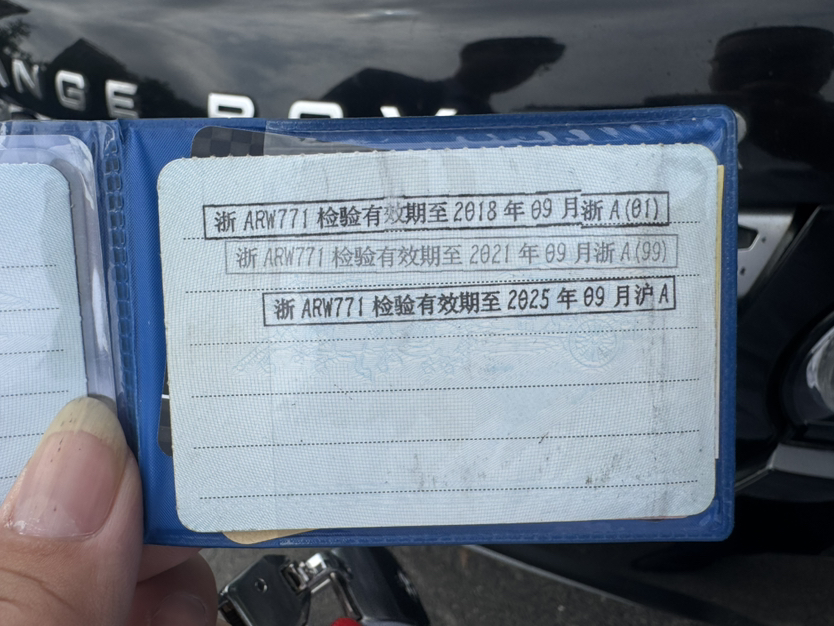 NGE ROV
浙 ARW771 检验有效期至 2018 年 09 月浙 A(01)
浙 ARW771 检验有效期至 2021 年 09 月浙 A(99)
浙 ARW771 检验有效期至 2025 年 09 月沪 A